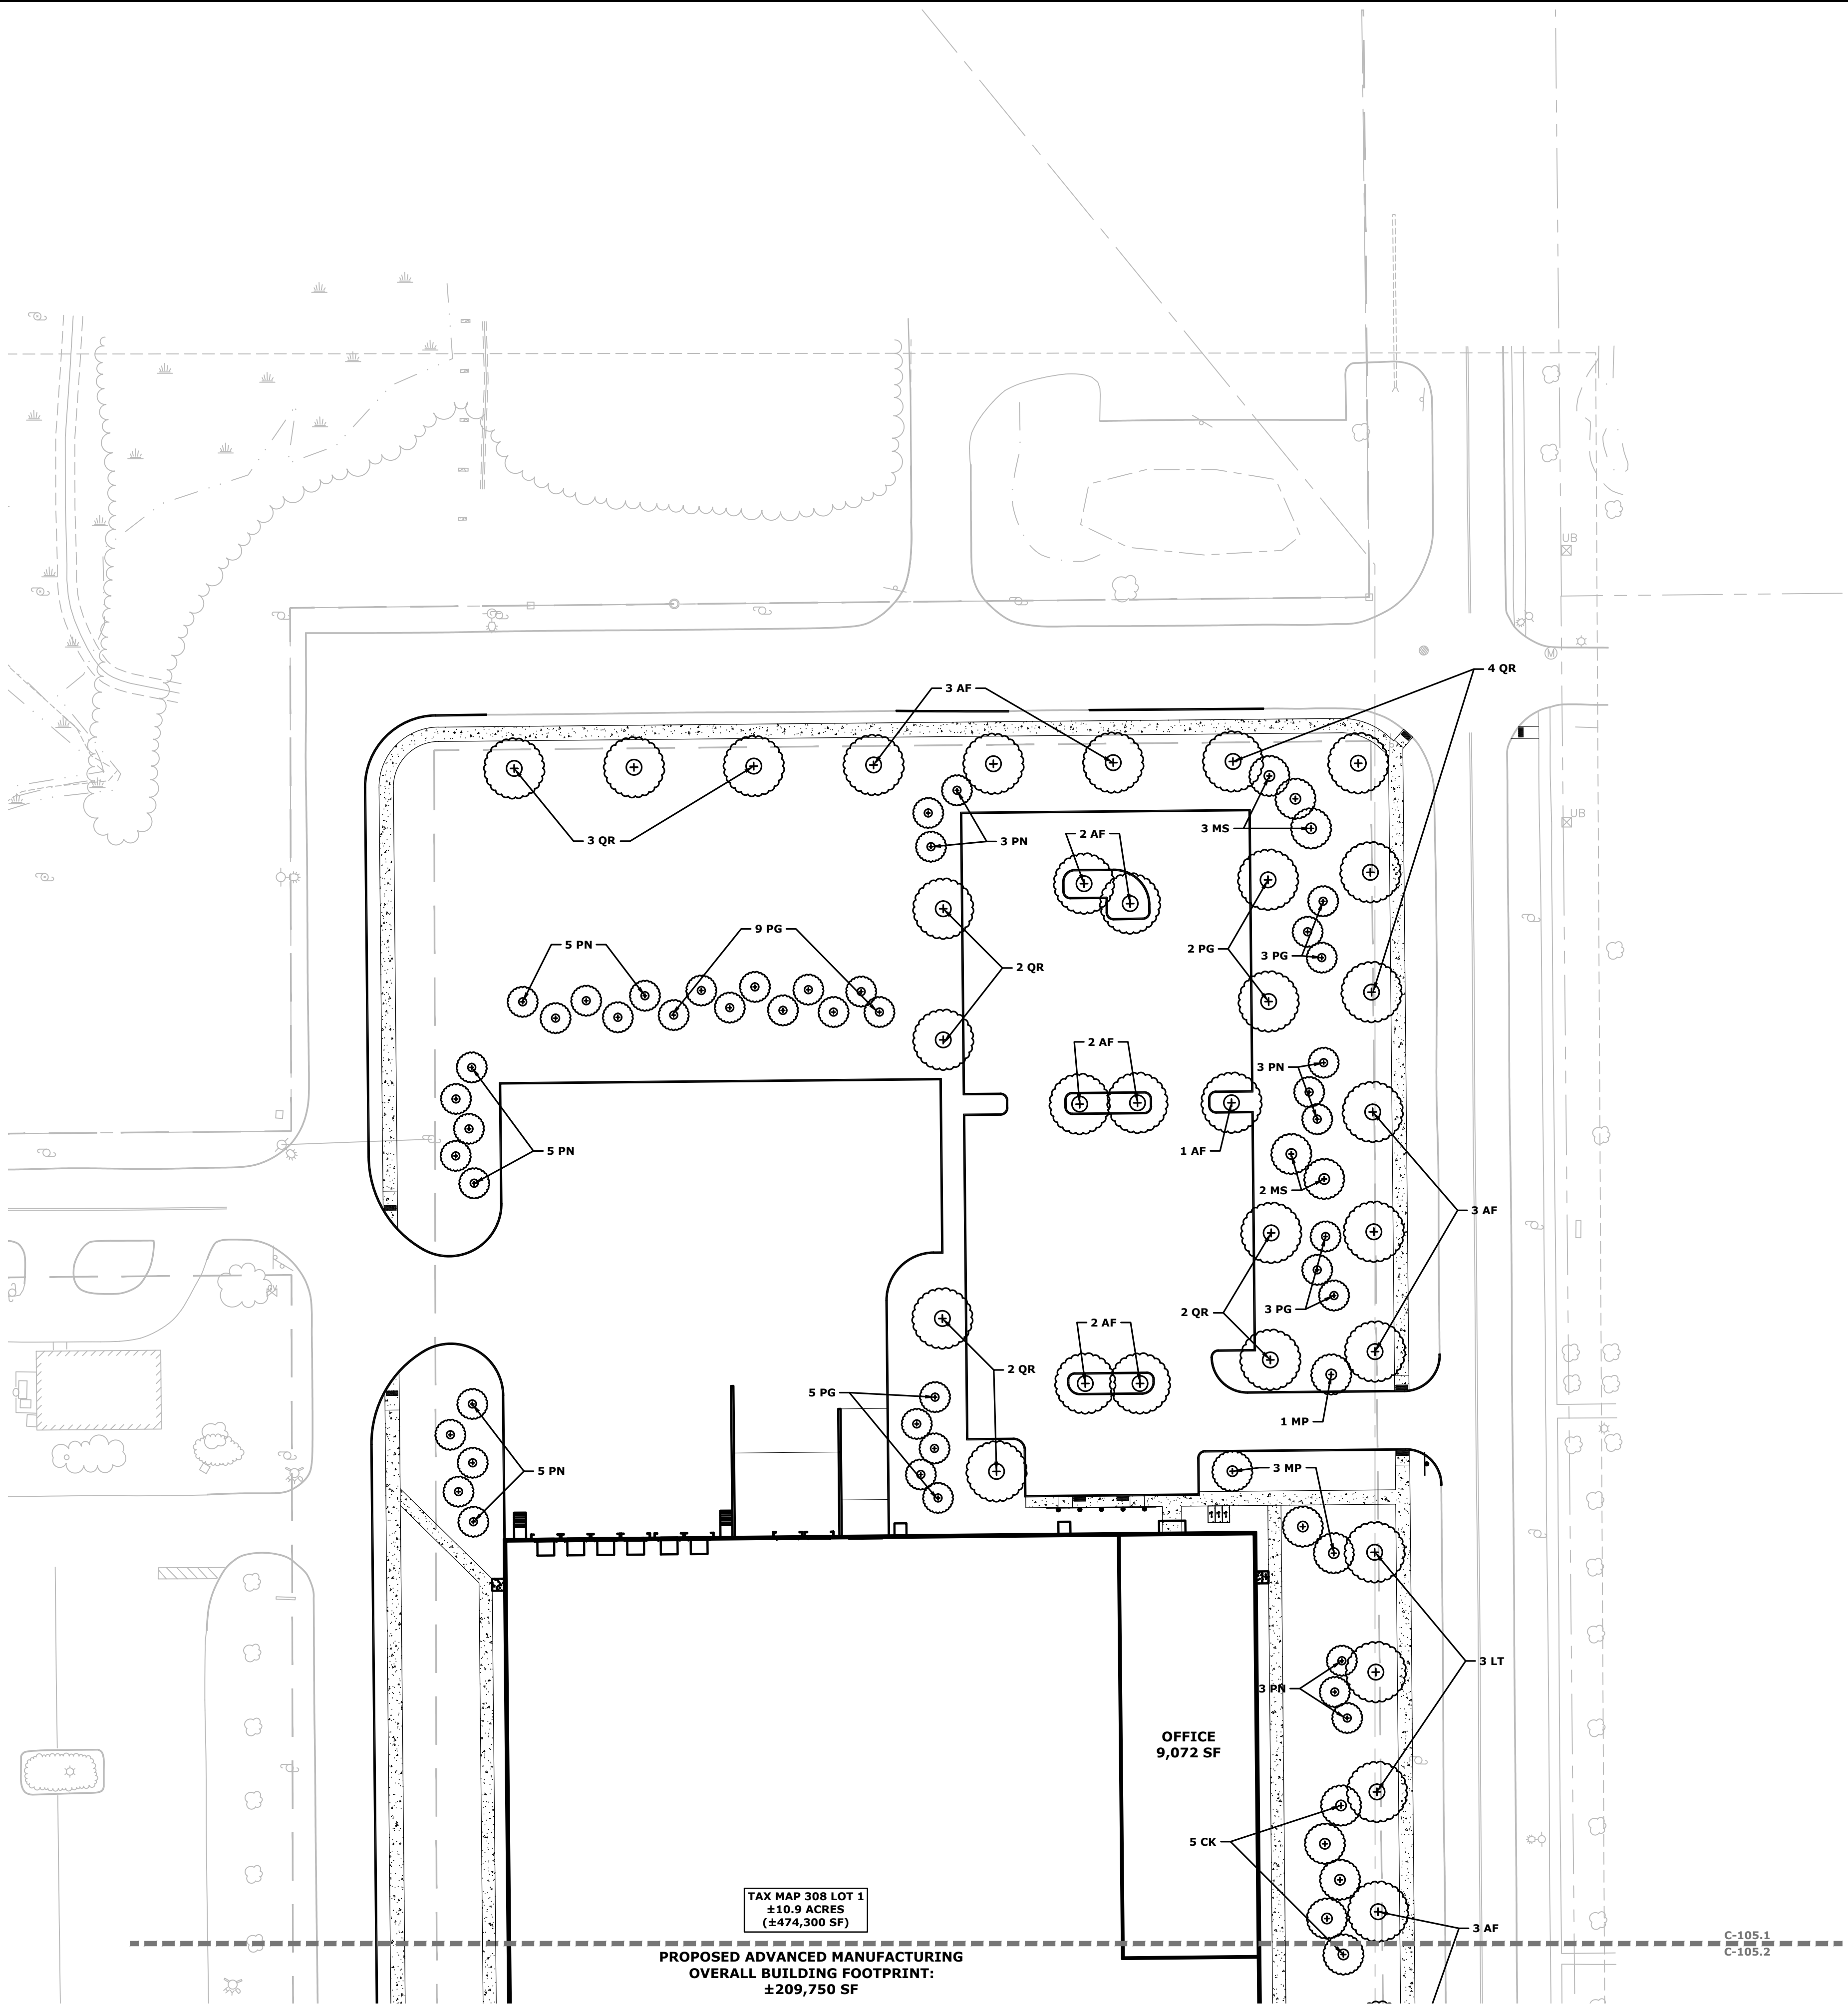 UB
4 QR
M
3 AF
UB
3 MS
2 AF
3 QR
3 PN
9 PG
5 PN
2 PG
3 PG
2 QR
2 AF
3 PN
5 PN
1 AF
2 MS
3 AF
3 PG
2 QR
2 AF
2 QR
5 PG
1 MP
3 MP
5 PN
3 LT
3 PN
OFFICE
9,072 SF
5 CK
TAX MAP 308 LOT 1
±10.9 ACRES
(±474,300 SF)
3 AF
C-105.1
C-105.2
PROPOSED ADVANCED MANUFACTURING
OVERALL BUILDING FOOTPRINT:
±209,750 SF